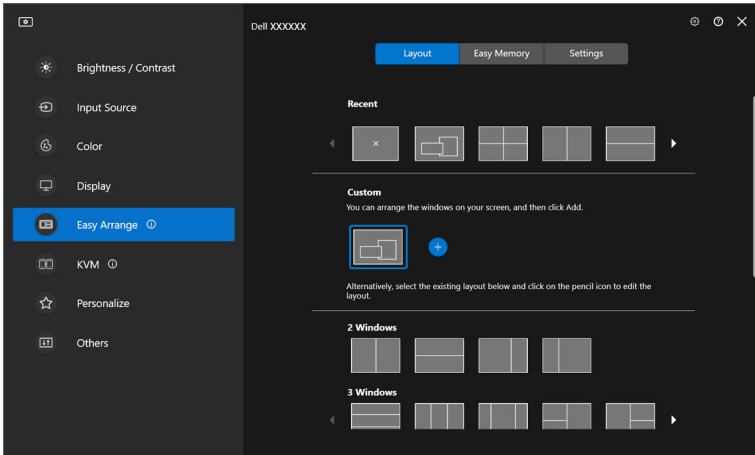 Dell XXXXXX
Brightness / Contrast
Input Source
Color
Display
Easy Arrange
KVM
Personalize
Others
Layout
Easy Memory
Settings
Recent
Custom
You can arrange the windows on your screen, and then click Add.
Alternatively, select the existing layout below and click on the pencil icon to edit the
layout.
2 Windows
3 Windows